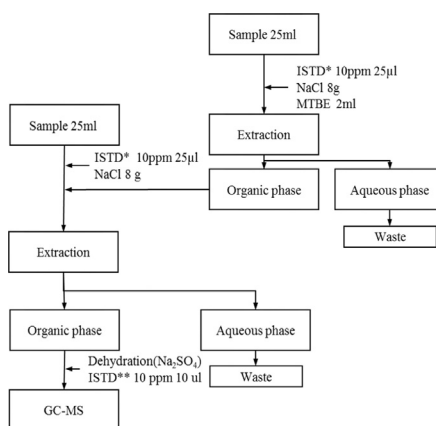 Sample 25ml
ISTD* 10ppm 25µl
NaCl 8g
MTBE 2ml
Extraction
Organic phase
Aqueous phase
Waste
Sample 25ml
ISTD* 10ppm 25µl
NaCl 8 g
Extraction
Organic phase
Aqueous phase
Waste
Dehydration(Na₂SO₄)
ISTD** 10 ppm 10 ul
GC-MS